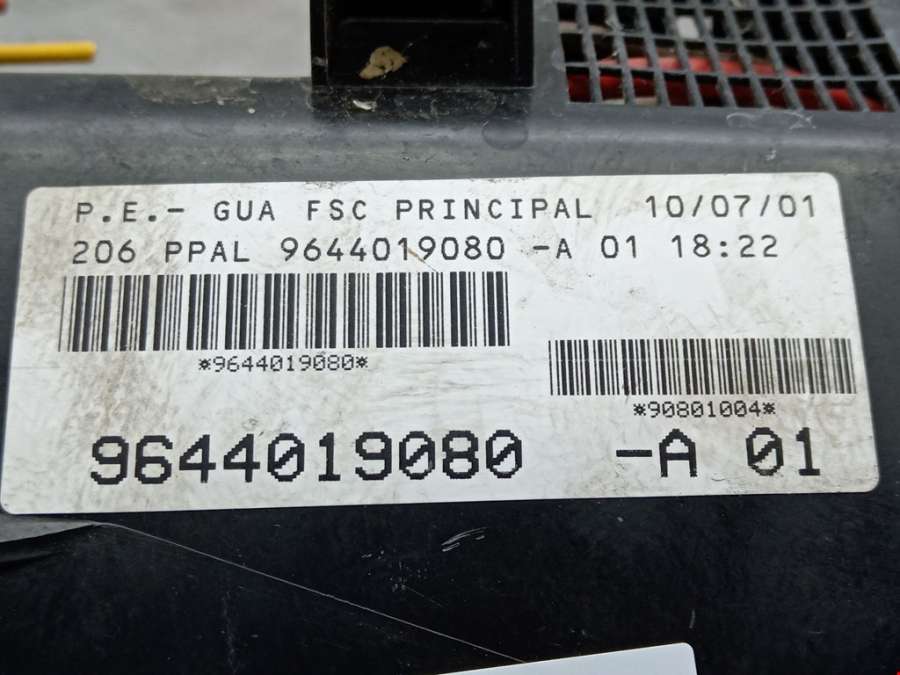 P.E.- GUA FSC PRINCIPAL 10/07/01
206 PPAL 9644019080 -A 01 18:22
*9644019080*
*90801004*
9644019080 -A 01